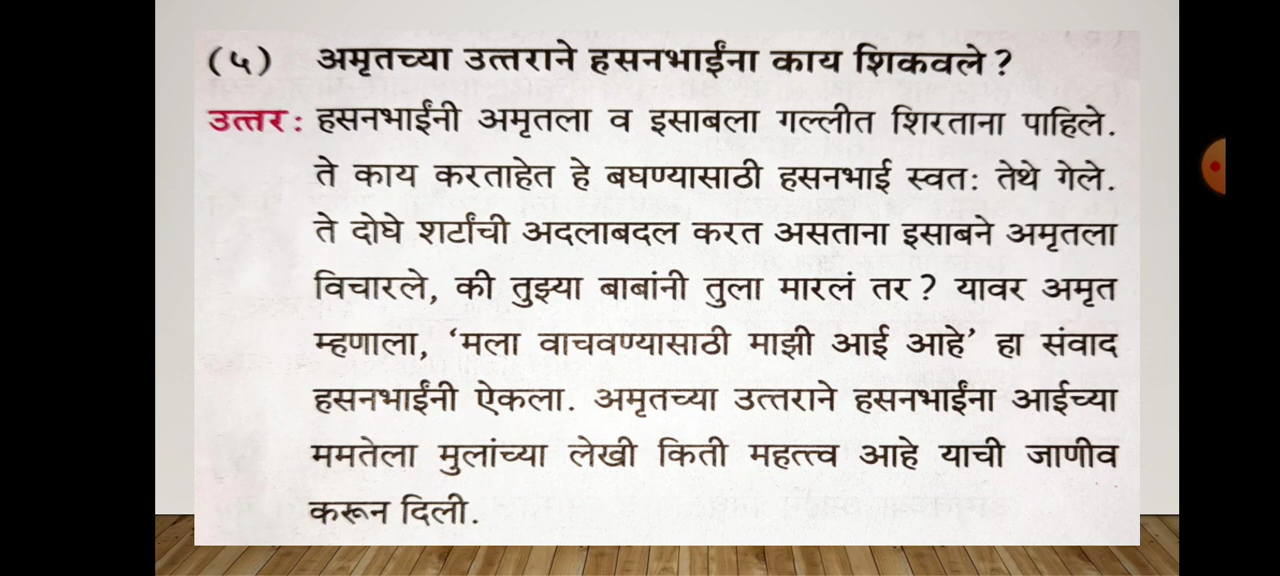 (५) अमृतच्या उत्तराने हसनभाईंना काय शिकवले ?
उत्तर : हसनभाईंनी अमृतला व इसाबला गल्लीत शिरताना पाहिले.
ते काय करताहेत हे बघण्यासाठी हसनभाई स्वतः तेथे गेले.
ते दोघे शर्टांची अदलाबदल करत असताना इसाबने अमृतला
विचारले, की तुझ्या बाबांनी तुला मारलं तर ? यावर अमृत
म्हणाला, ‘मला वाचवण्यासाठी माझी आई आहे’ हा संवाद
हसनभाईंनी ऐकला. अमृतच्या उत्तराने हसनभाईंना आईच्या
ममतेला मुलांच्या लेखी किती महत्त्व आहे याची जाणीव
करून दिली.